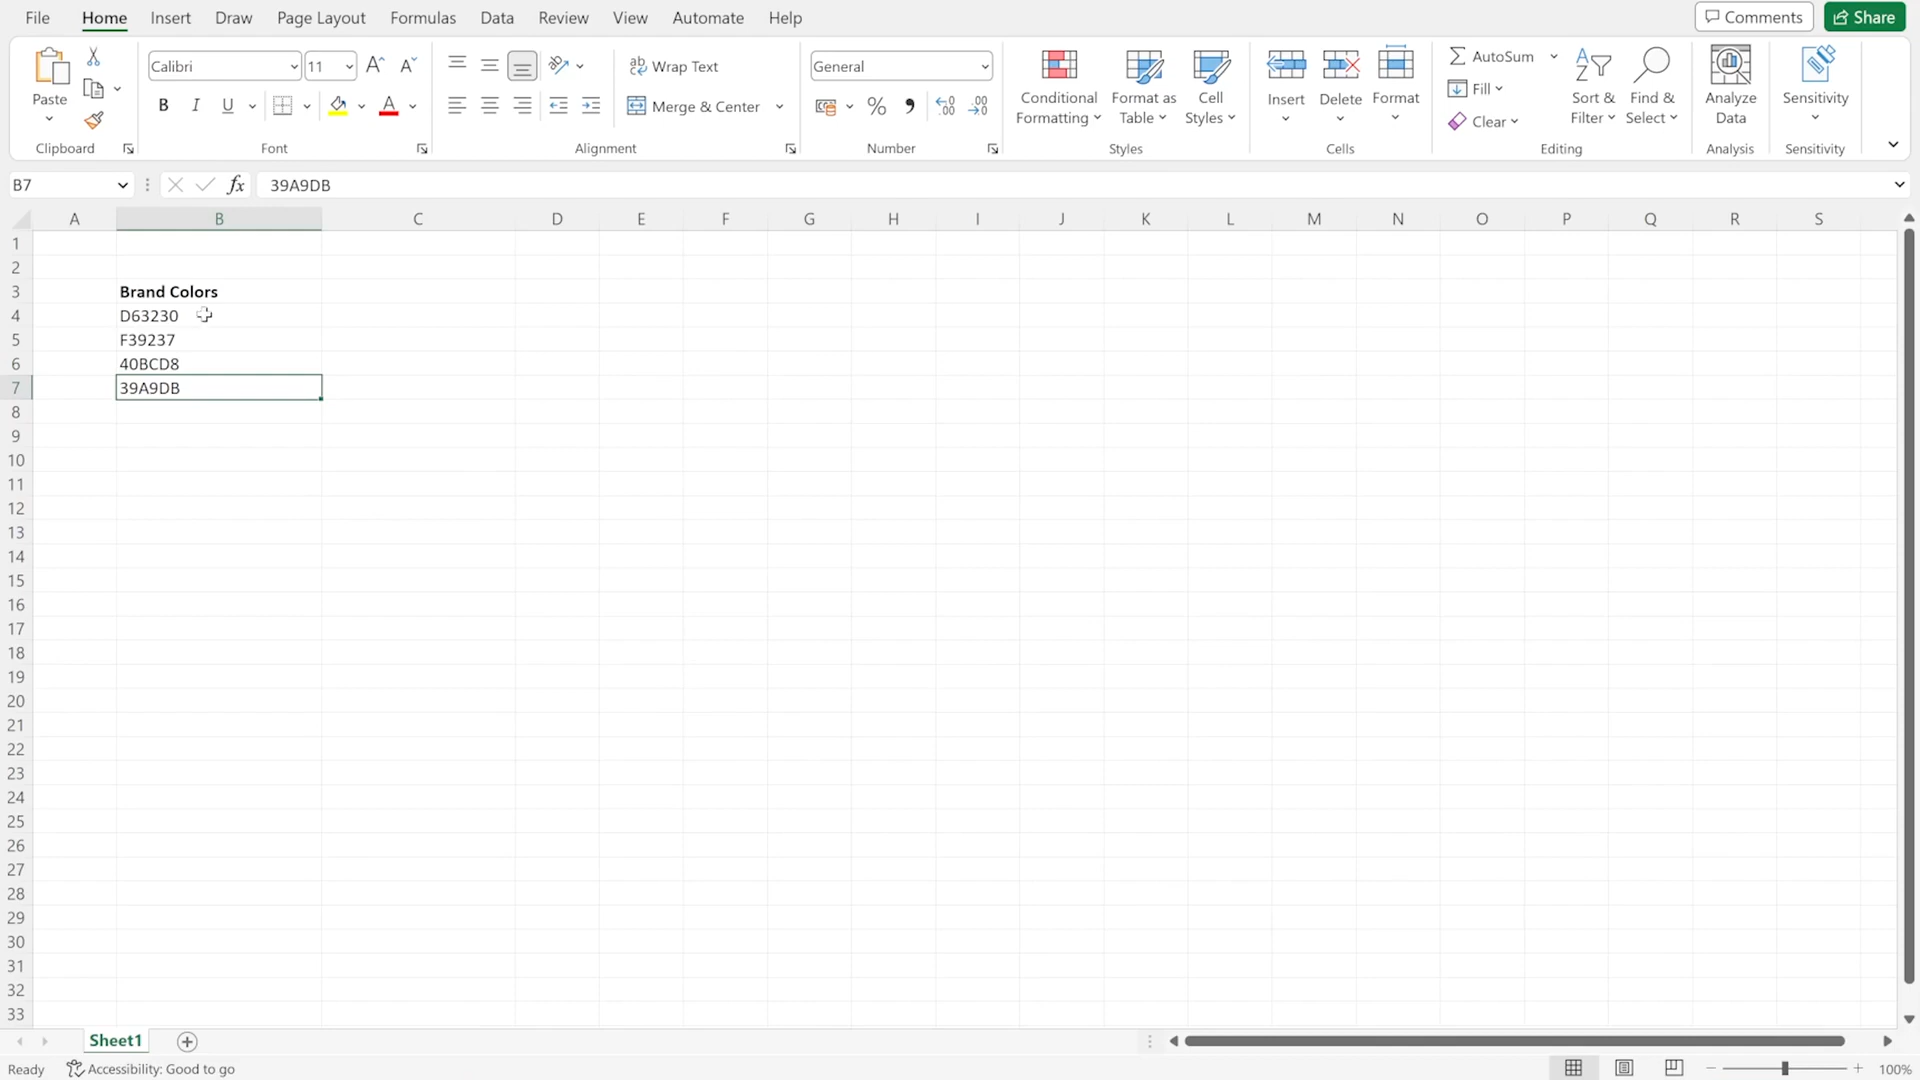 File Home Insert Draw Page Layout Formulas Data Review View Automate Help Comments Share
Calibri 11 Wrap Text General AutoSum
Fill
Paste B I U A Merge & Center % Conditional Formatting Format as Table Cell Styles Insert Delete Format Sort & Filter Find & Select Analyze Data Sensitivity
Clear
Clipboard Font Alignment Number Styles Cells Editing Analysis Sensitivity
B7 fx 39A9DB
A B C D E F G H I J K L M N O P Q R S
1
2
3 Brand Colors
4 D63230
5 F39237
6 40BCD8
7 39A9DB
8
9
10
11
12
13
14
15
16
17
18
19
20
21
22
23
24
25
26
27
28
29
30
31
32
33
Sheet1
Ready Accessibility: Good to go 100%